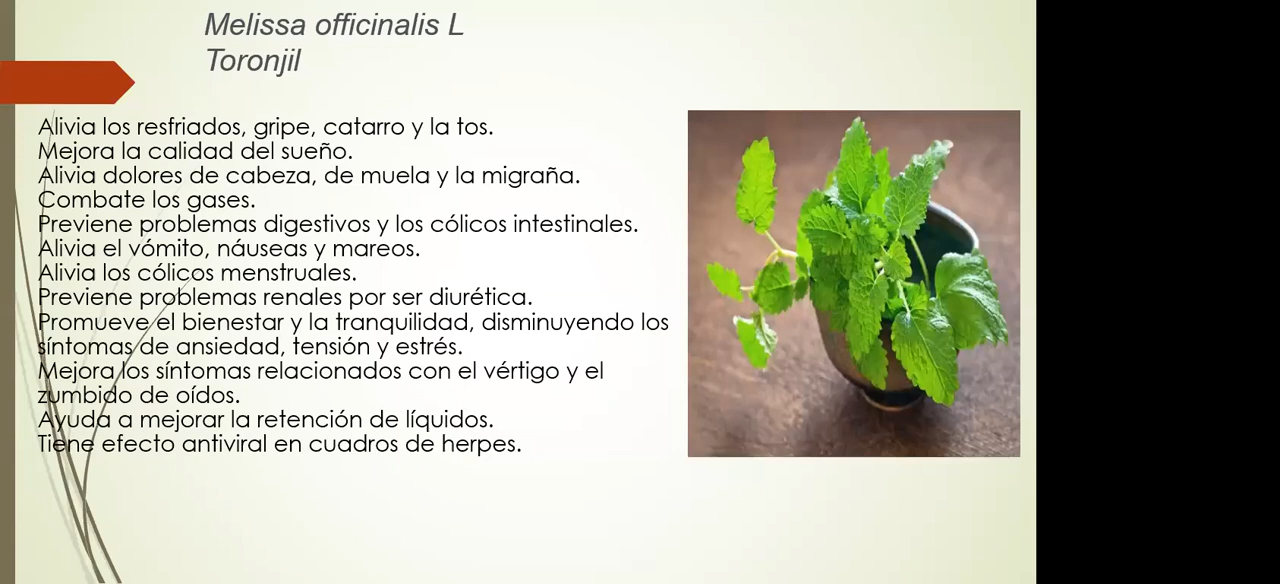 Melissa officinalis L
Toronjil
Alivia los resfriados, gripe, catarro y la tos.
Mejora la calidad del sueño.
Alivia dolores de cabeza, de muela y la migraña.
Combate los gases.
Previene problemas digestivos y los cólicos intestinales.
Alivia el vómito, náuseas y mareos.
Alivia los cólicos menstruales.
Previene problemas renales por ser diurética.
Promueve el bienestar y la tranquilidad, disminuyendo los
síntomas de ansiedad, tensión y estrés.
Mejora los síntomas relacionados con el vértigo y el
zumbido de oídos.
Ayuda a mejorar la retención de líquidos.
Tiene efecto antiviral en cuadros de herpes.